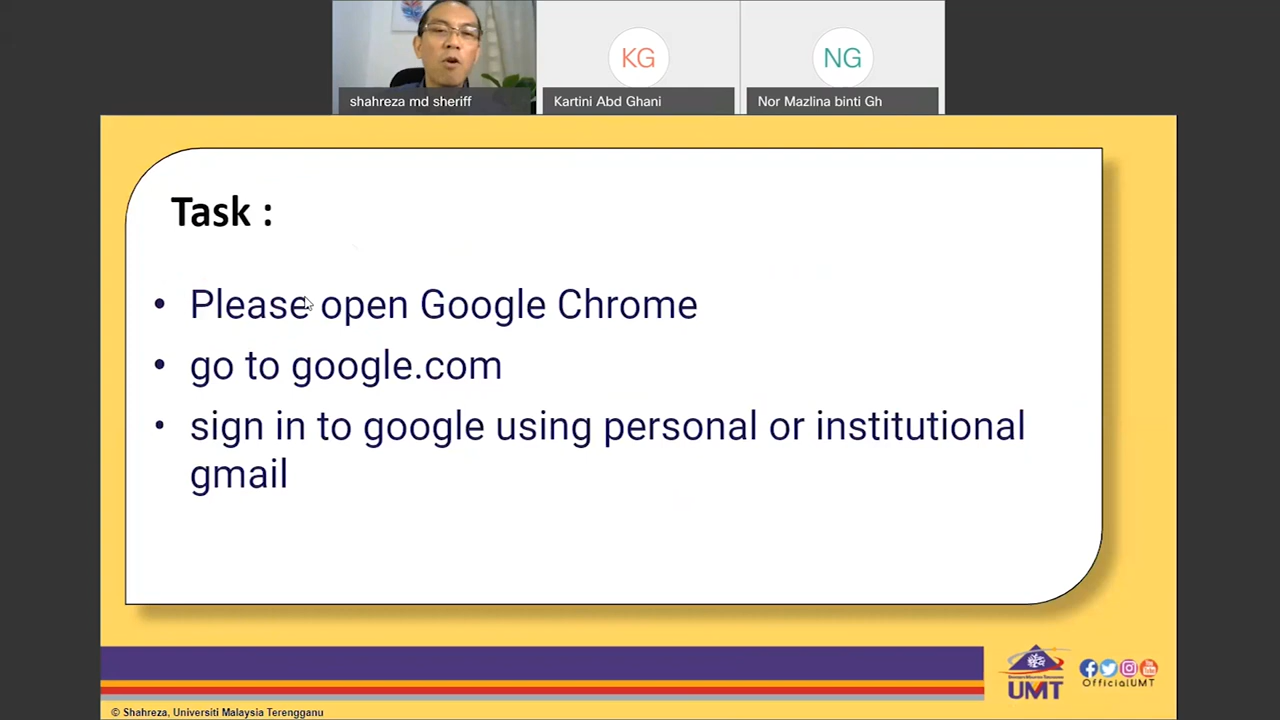 KG
NG
shahreza md sheriff
Kartini Abd Ghani
Nor Mazlina binti Gh
Task :
• Please open Google Chrome
• go to google.com
• sign in to google using personal or institutional
gmail
UMT
OfficialUMT
© Shahreza, Universiti Malaysia Terengganu